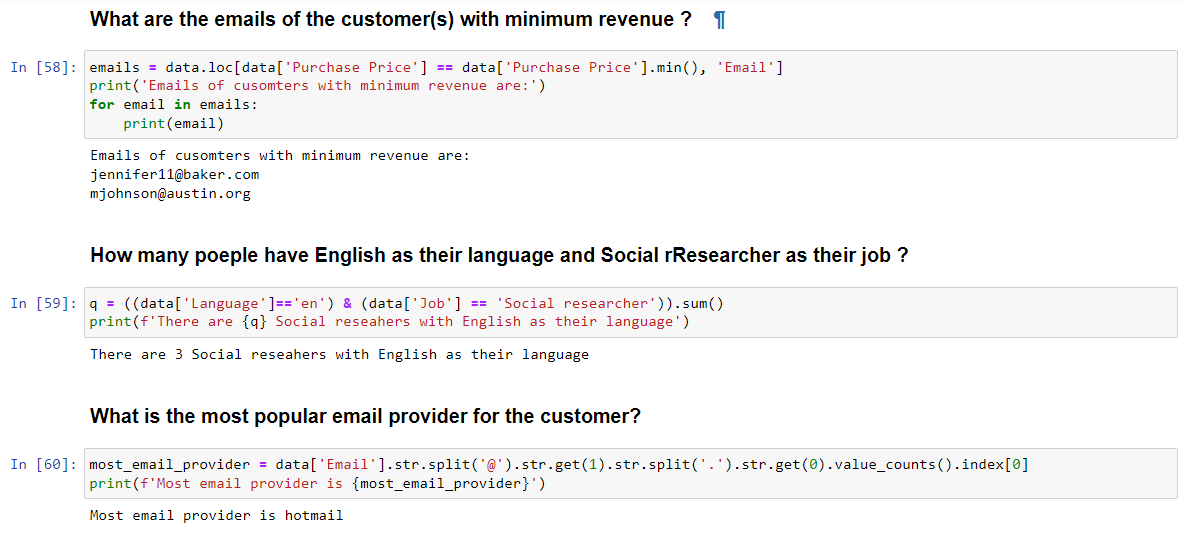 What are the emails of the customer(s) with minimum revenue ? ¶
In [58]: emails = data.loc[data['Purchase Price'] == data['Purchase Price'].min(), 'Email']
print('Emails of cusomters with minimum revenue are:')
for email in emails:
    print(email)
Emails of cusomters with minimum revenue are:
jennifer11@baker.com
mjohnson@austin.org
How many poeple have English as their language and Social rResearcher as their job ?
In [59]: q = ((data['Language']=='en') & (data['Job'] == 'Social researcher')).sum()
print(f'There are {q} Social reseahers with English as their language')
There are 3 Social reseahers with English as their language
What is the most popular email provider for the customer?
In [60]: most_email_provider = data['Email'].str.split('@').str.get(1).str.split('.').str.get(0).value_counts().index[0]
print(f'Most email provider is {most_email_provider}')
Most email provider is hotmail